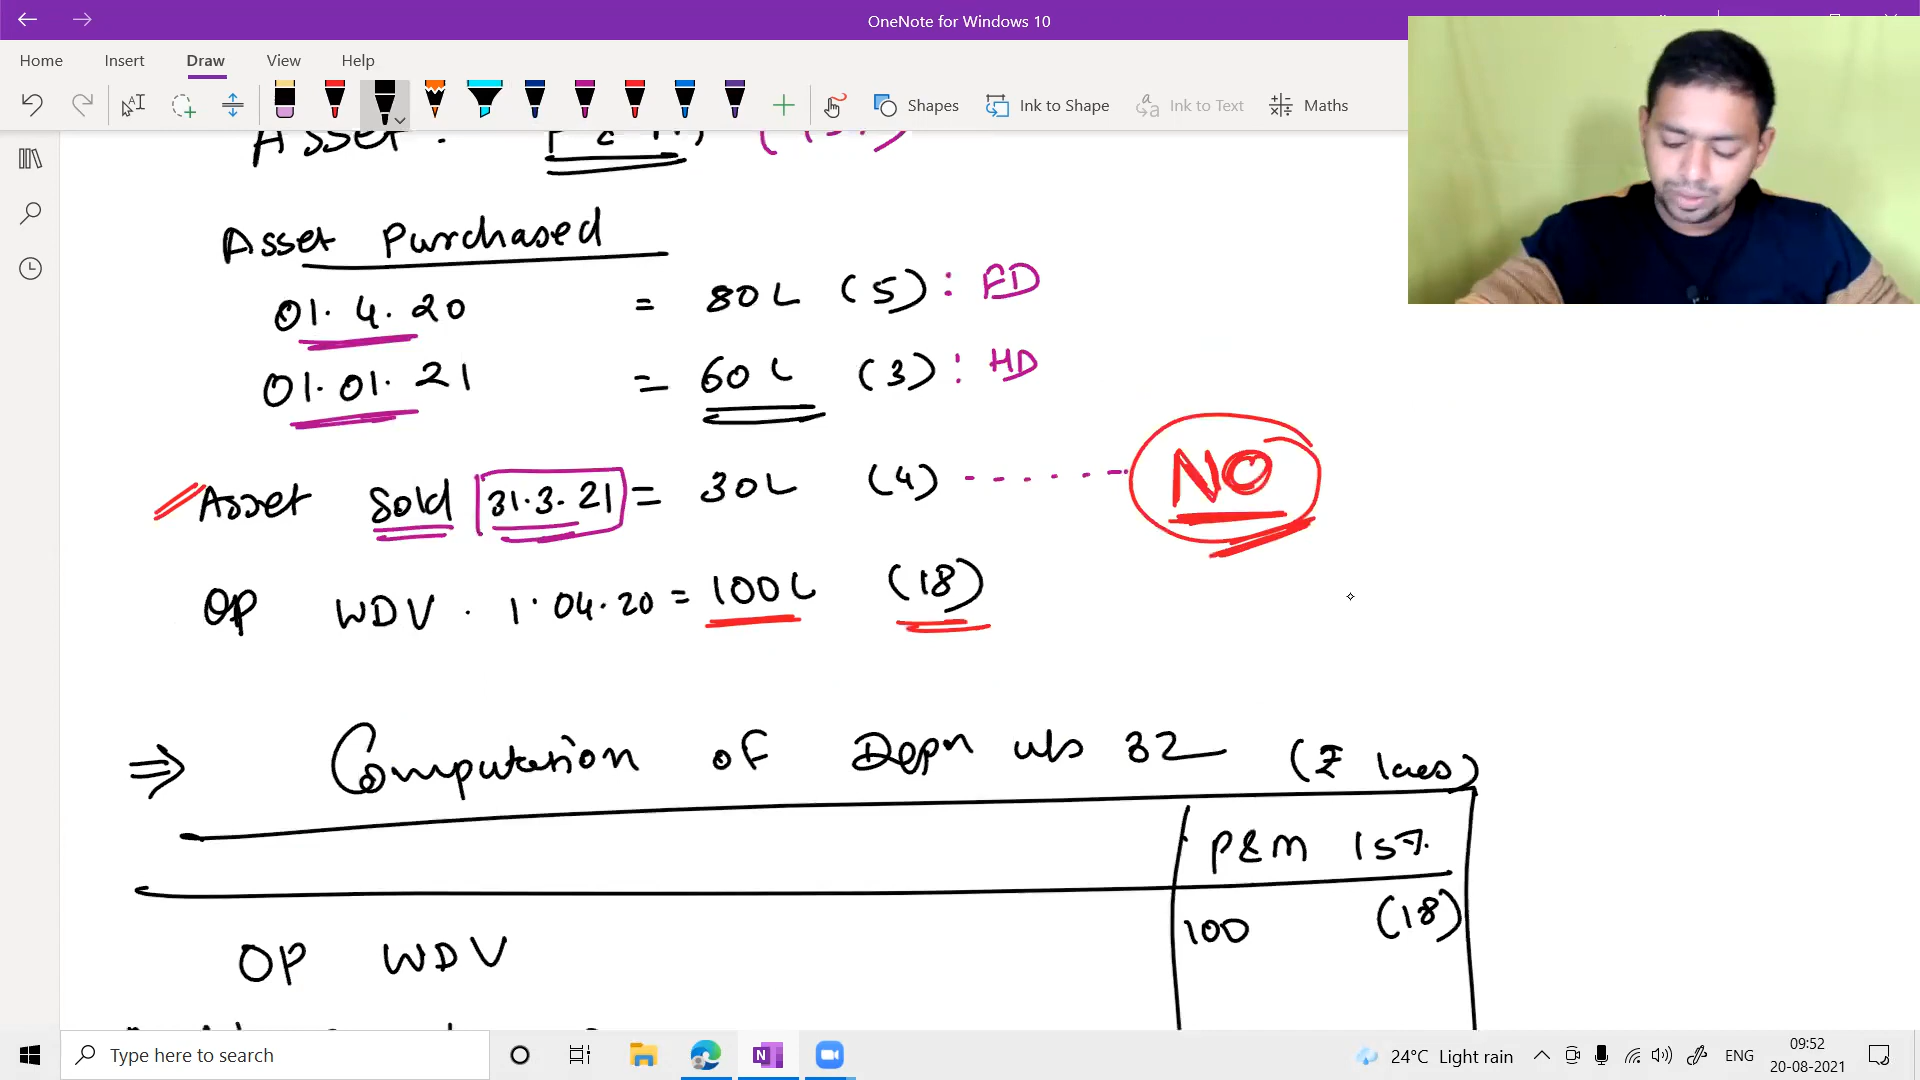 OneNote for Windows 10
Home Insert Draw View Help
Shapes Ink to Shape Ink to Text Maths
Asset : P & M
Asset Purchased
01.4.20 = 80L (5) : FD
01.01.21 = 60L (3) : HD
Asset Sold 31.3.21 = 30L (4) NO
OP WDV . 1.04.20 = 100L (18)
⇒ Computation of Depn u/s 32 (₹ lacs)
P&M 15%
OP WDV 100 (18)
Type here to search
24°C Light rain ENG 09:52
20-08-2021